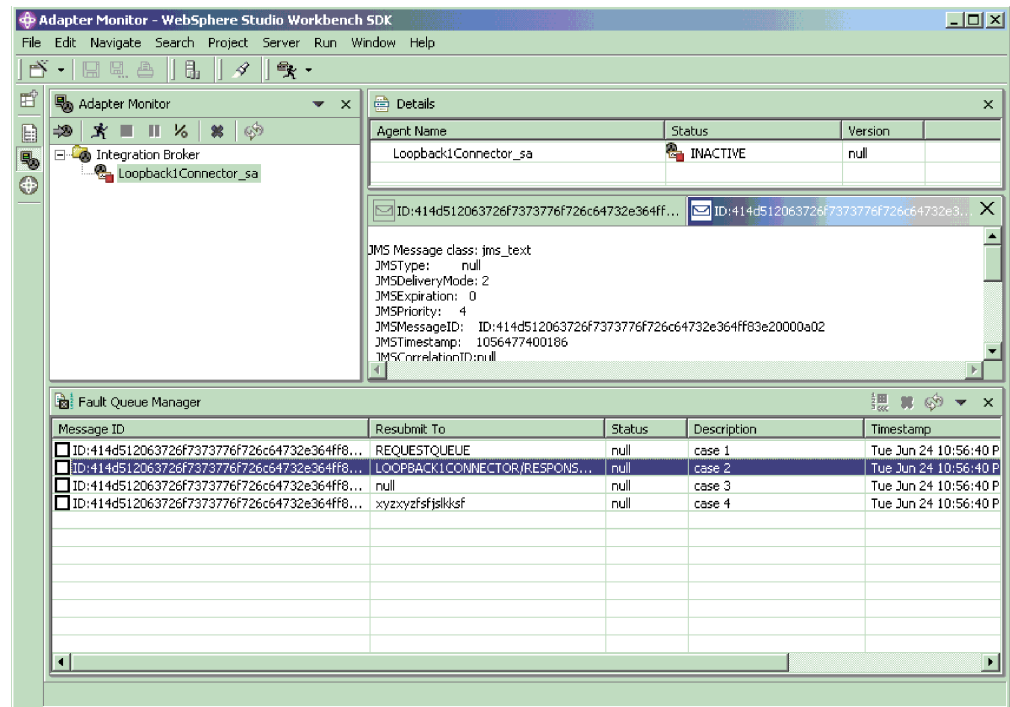 Adapter Monitor - WebSphere Studio Workbench SDK
File Edit Navigate Search Project Server Run Window Help
Adapter Monitor
Integration Broker
Loopback1Connector_sa
Details
Agent Name Status Version
Loopback1Connector_sa INACTIVE null
ID:414d512063726f7373776f726c64732e364ff... ID:414d512063726f7373776f726c64732e3...
JMS Message class: jms_text
JMSType: null
JMSDeliveryMode: 2
JMSExpiration: 0
JMSPriority: 4
JMSMessageID: ID:414d512063726f7373776f726c64732e364ff83e20000a02
JMSTimestamp: 1056477400186
JMSCorrelationID:null
Fault Queue Manager
Message ID Resubmit To Status Description Timestamp
ID:414d512063726f7373776f726c64732e364ff8... REQUESTQUEUE null case 1 Tue Jun 24 10:56:40 P
ID:414d512063726f7373776f726c64732e364ff8... LOOPBACK1CONNECTOR/RESPONS... null case 2 Tue Jun 24 10:56:40 P
ID:414d512063726f7373776f726c64732e364ff8... null null case 3 Tue Jun 24 10:56:40 P
ID:414d512063726f7373776f726c64732e364ff8... xyzxyzfsfjslkksf null case 4 Tue Jun 24 10:56:40 P